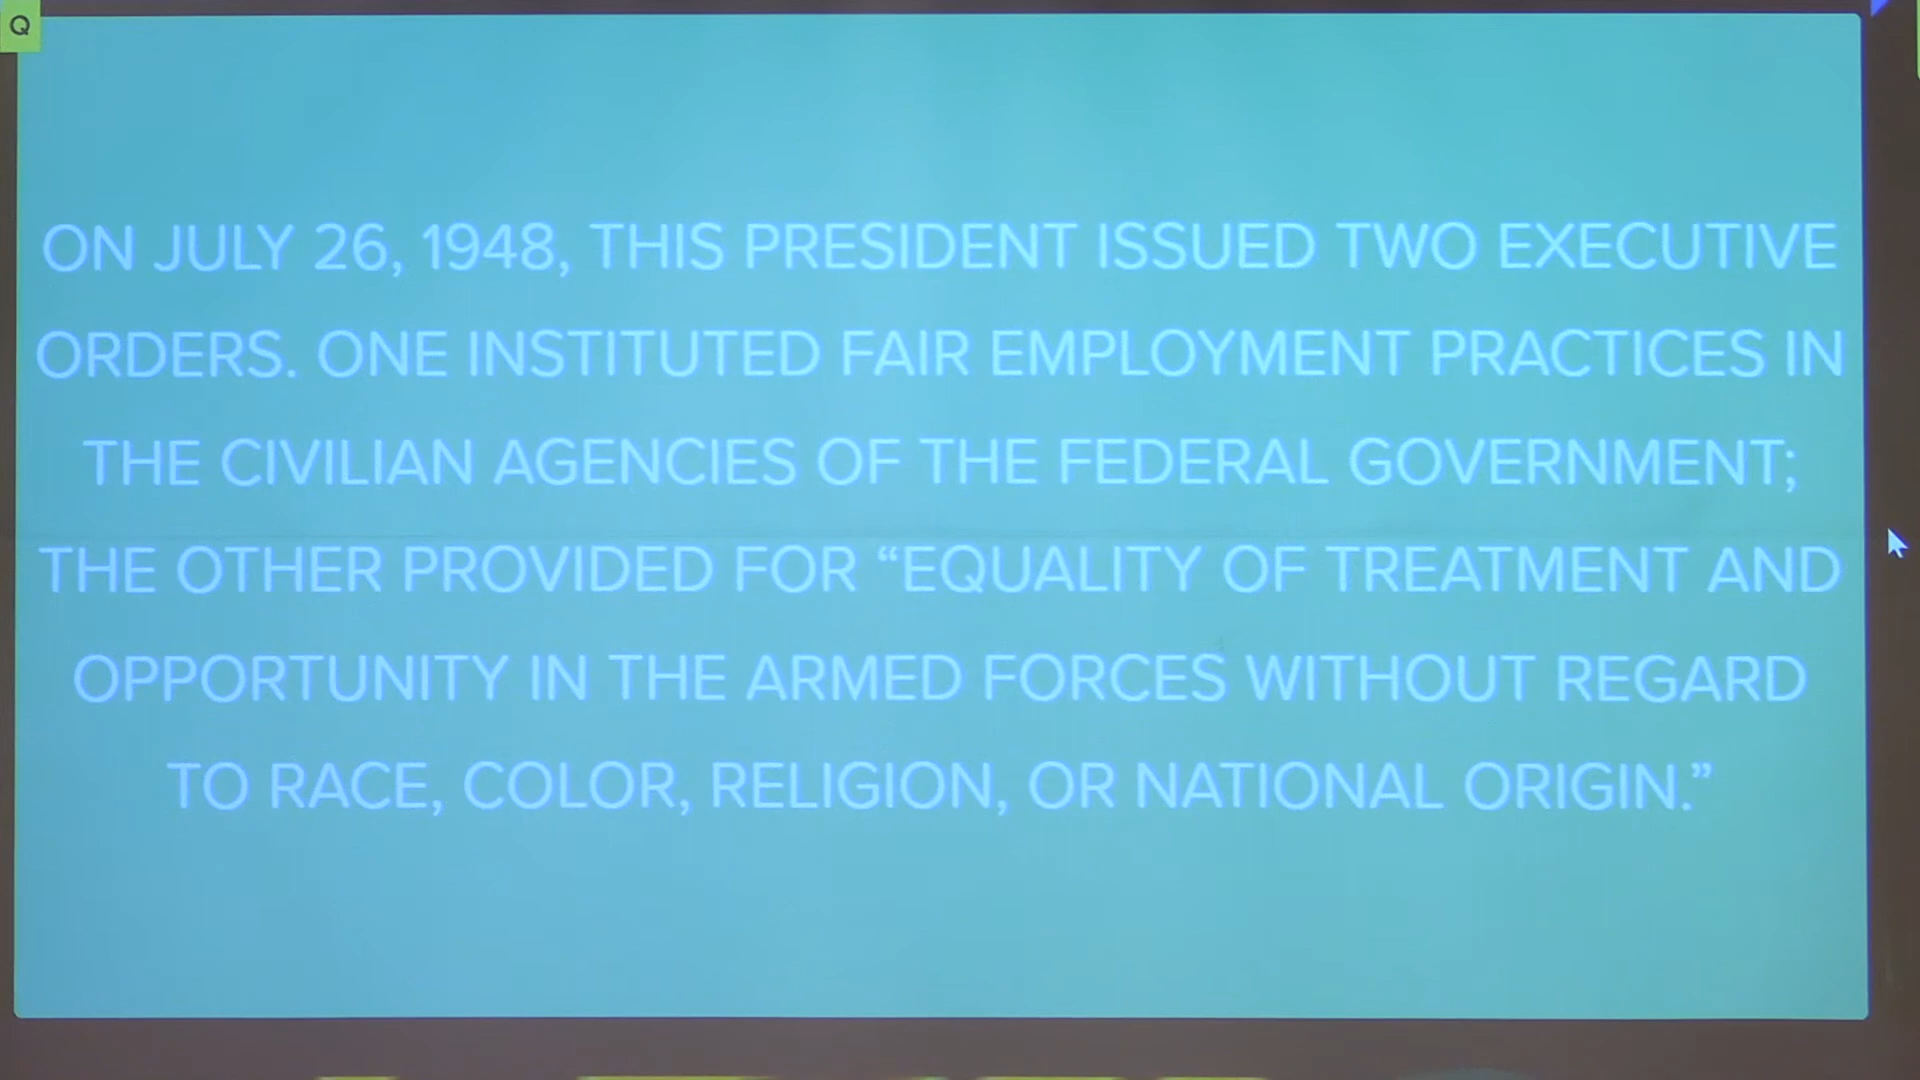 Q
ON JULY 26, 1948, THIS PRESIDENT ISSUED TWO EXECUTIVE
ORDERS. ONE INSTITUTED FAIR EMPLOYMENT PRACTICES IN
THE CIVILIAN AGENCIES OF THE FEDERAL GOVERNMENT;
THE OTHER PROVIDED FOR “EQUALITY OF TREATMENT AND
OPPORTUNITY IN THE ARMED FORCES WITHOUT REGARD
TO RACE, COLOR, RELIGION, OR NATIONAL ORIGIN.”